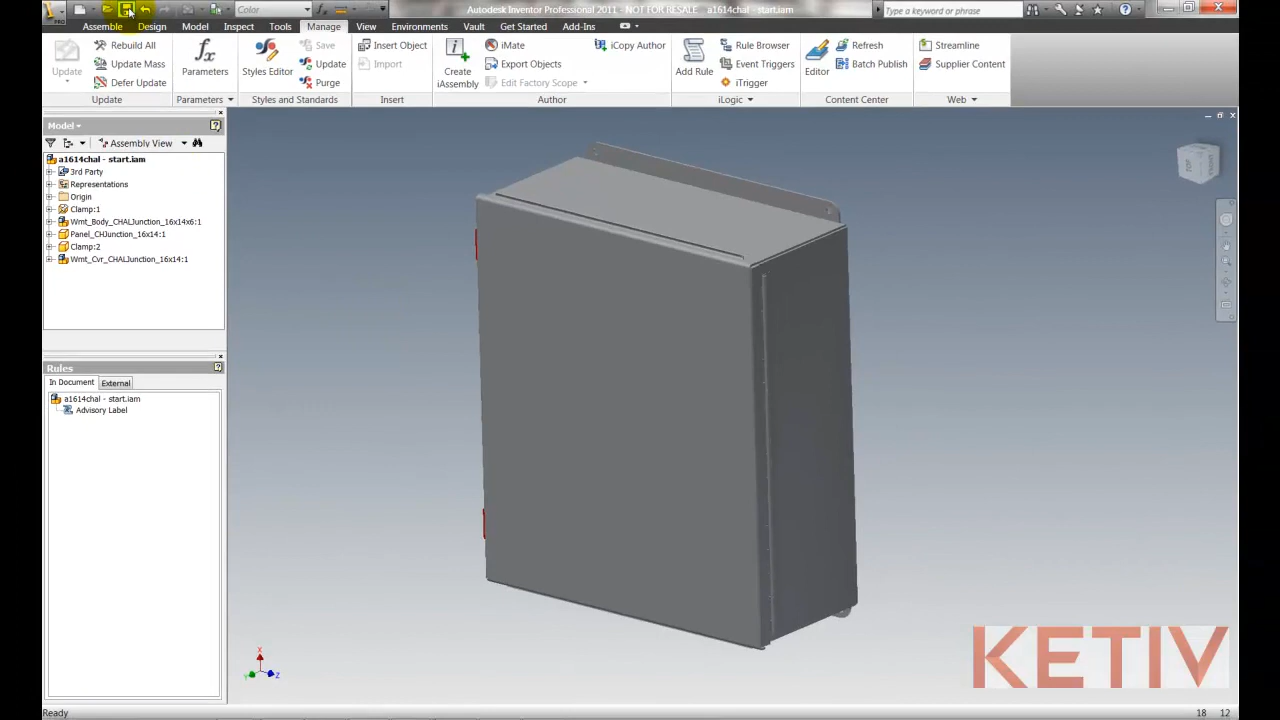 Color
Autodesk Inventor Professional 2011 - NOT FOR RESALE   a1614chal - start.iam
Type a keyword or phrase
PRO
Assemble Design Model Inspect Tools Manage View Environments Vault Get Started Add-Ins
Update
Rebuild All
Update Mass
Defer Update
Update
Parameters
Parameters
Styles Editor
Save
Update
Purge
Styles and Standards
Insert Object
Import
Insert
Create
iAssembly
iMate
Export Objects
Edit Factory Scope
iCopy Author
Author
Add Rule
Rule Browser
Event Triggers
iTrigger
iLogic
Editor
Refresh
Batch Publish
Content Center
Streamline
Supplier Content
Web
Model
Assembly View
a1614chal - start.iam
3rd Party
Representations
Origin
Clamp:1
Wmt_Body_CHALJunction_16x14x6:1
Panel_CHJunction_16x14:1
Clamp:2
Wmt_Cvr_CHALJunction_16x14:1
Rules
In Document External
a1614chal - start.iam
Advisory Label
TOP
X
Y
Z
KETIV
Ready
18 12